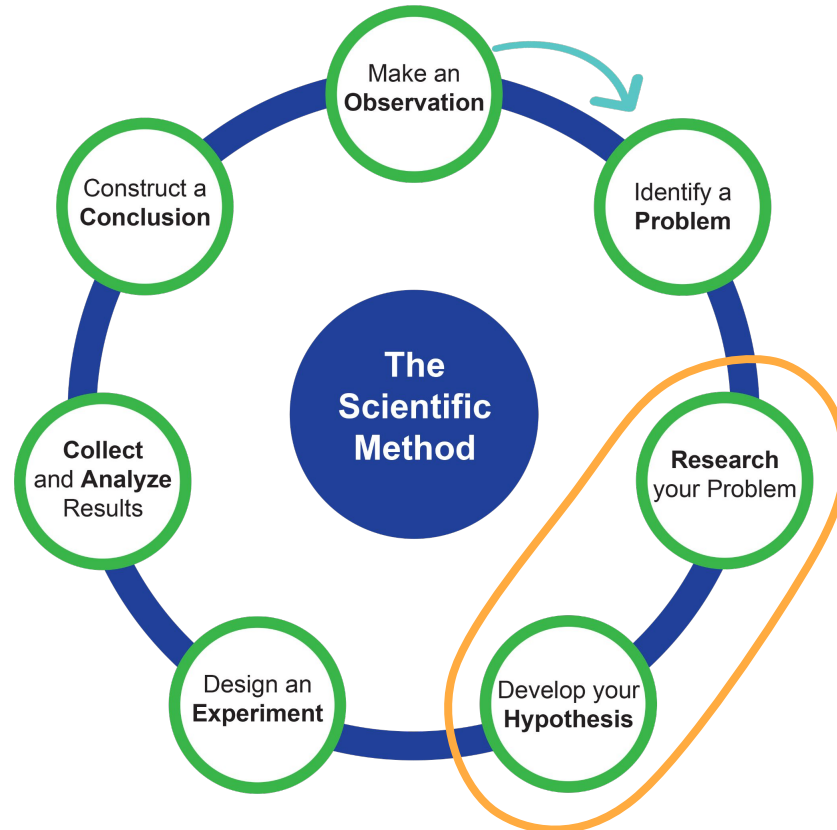 Make an
Observation
Identify a
Problem
Research
your Problem
Develop your
Hypothesis
Design an
Experiment
Collect
and Analyze
Results
Construct a
Conclusion
The
Scientific
Method